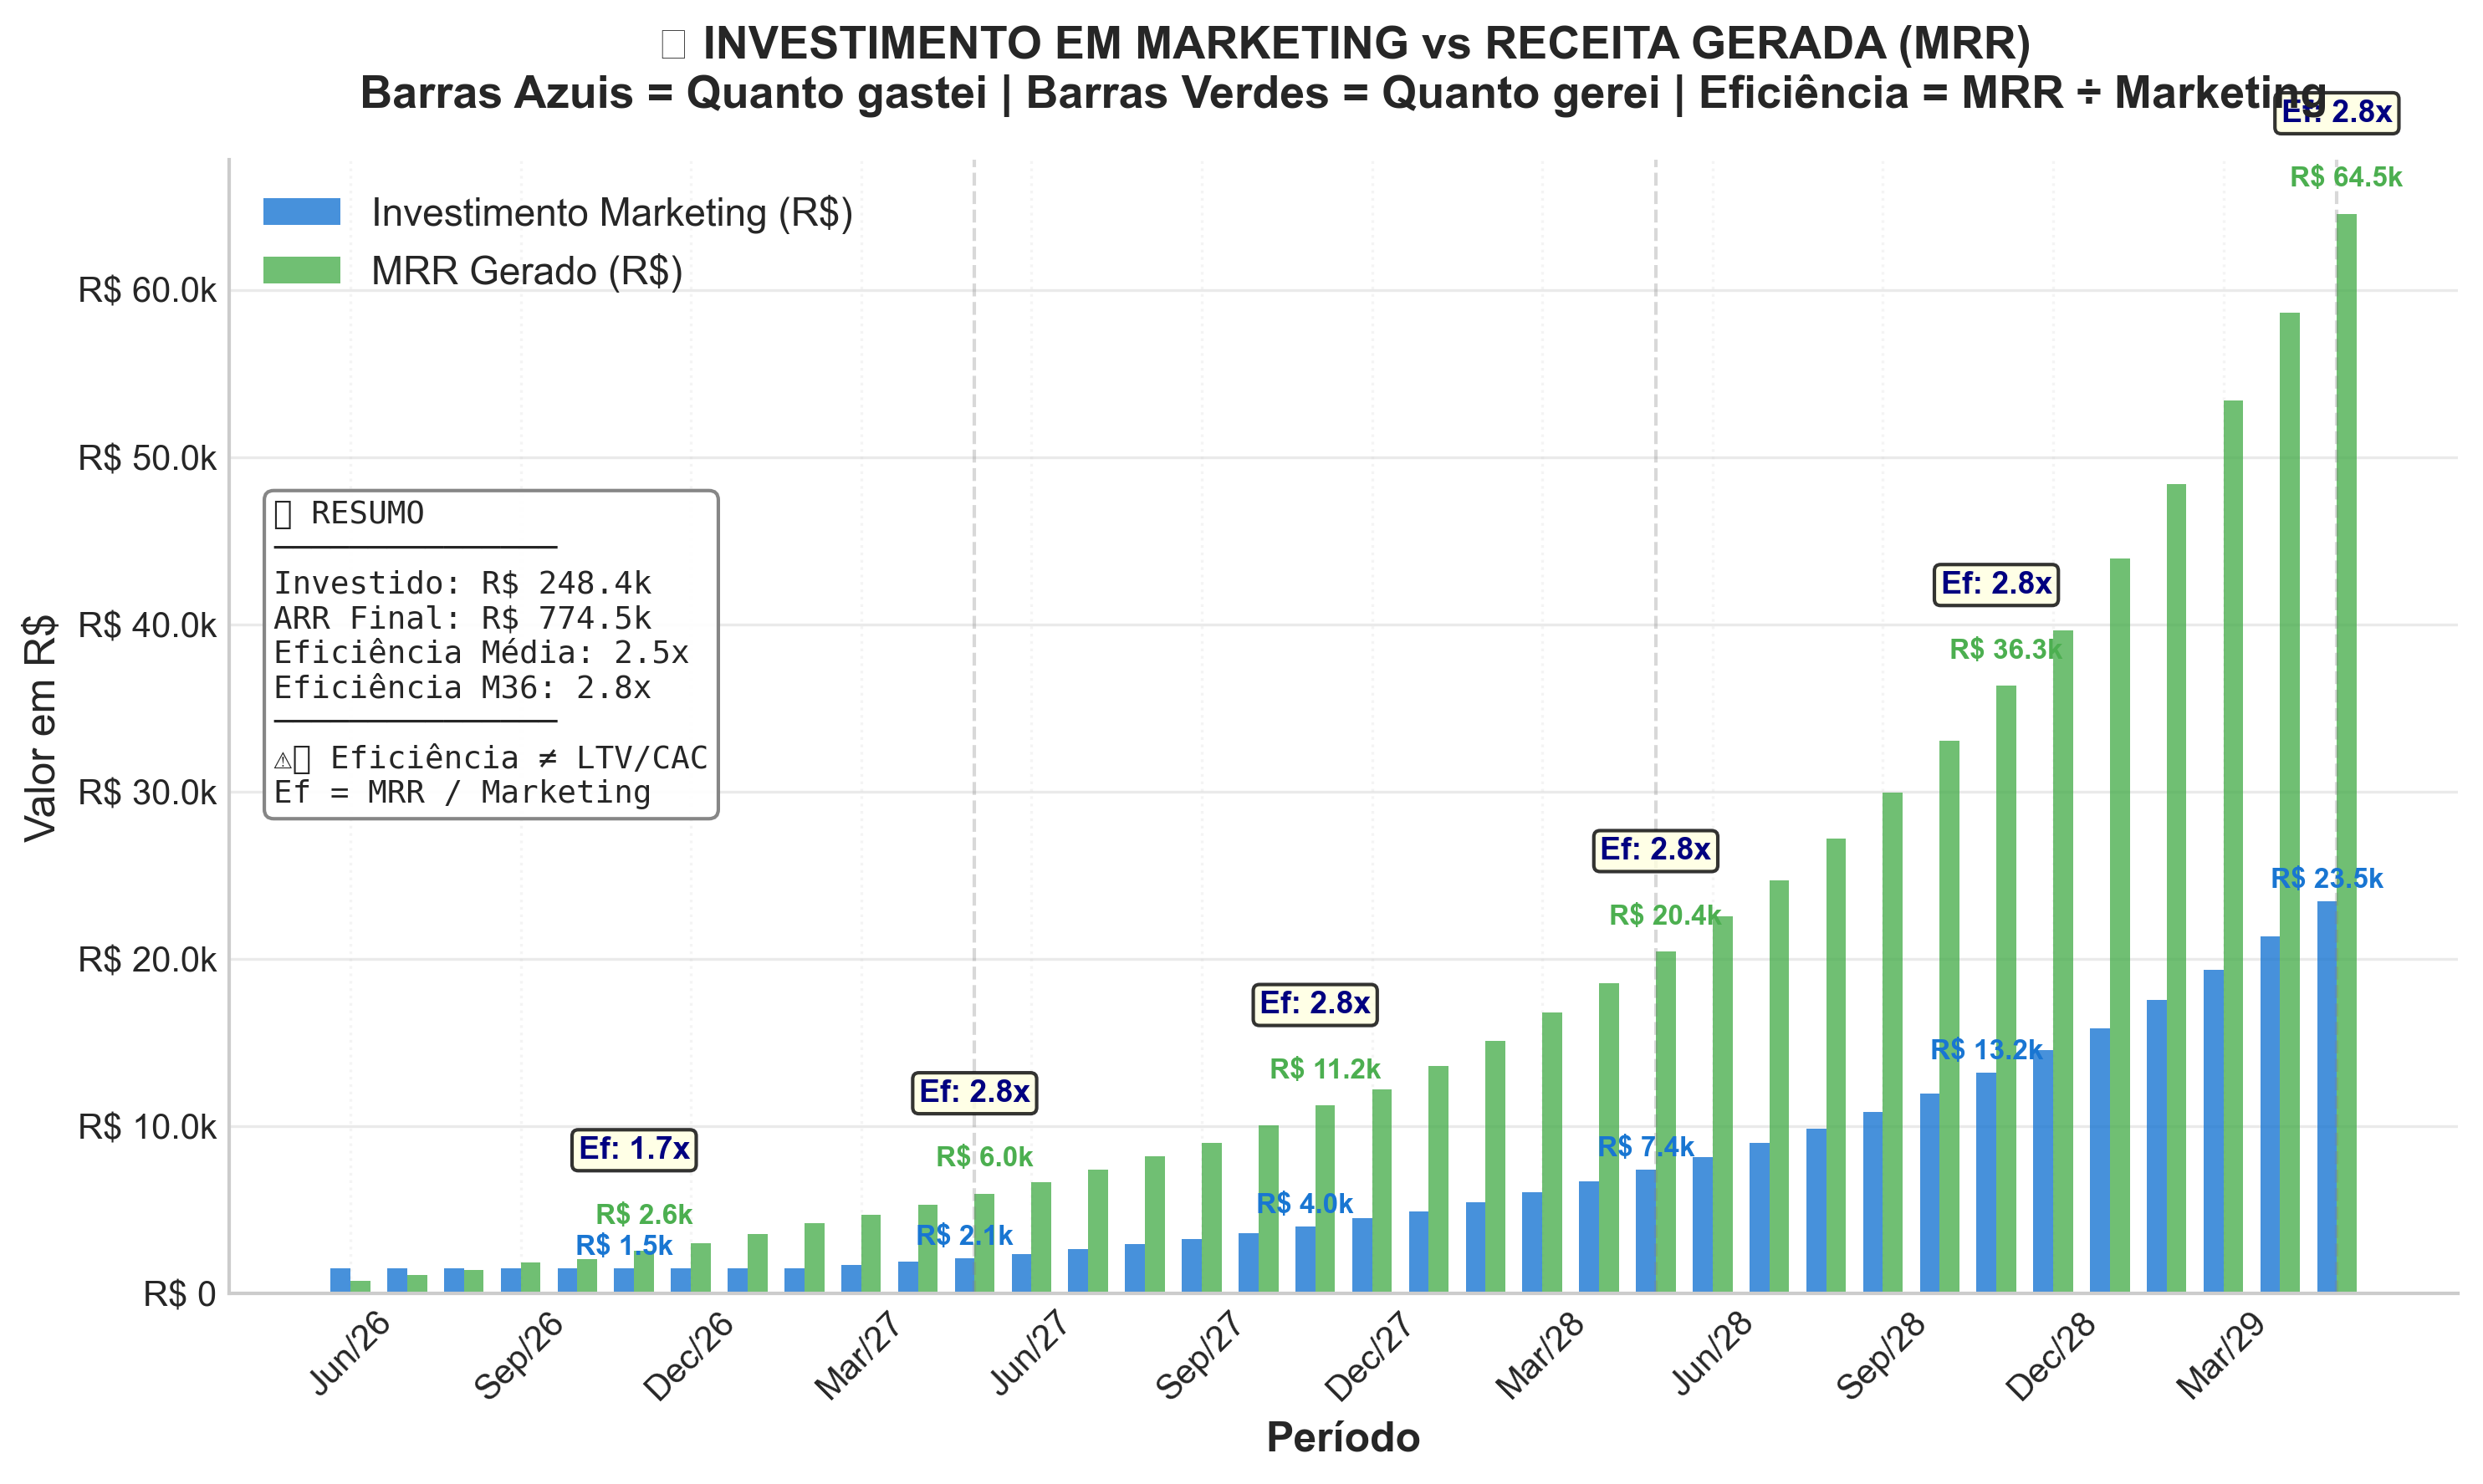 INVESTIMENTO EM MARKETING vs RECEITA GERADA (MRR)
Barras Azuis = Quanto gastei | Barras Verdes = Quanto gerei | Eficiência = MRR ÷ Marketing
Ef: 2.8x
R$ 64.5k
Investimento Marketing (R$)
MRR Gerado (R$)
R$ 60.0k
R$ 50.0k
R$ 40.0k
R$ 30.0k
R$ 20.0k
R$ 10.0k
R$ 0
Valor em R$
RESUMO
Investido: R$ 248.4k
ARR Final: R$ 774.5k
Eficiência Média: 2.5x
Eficiência M36: 2.8x
⚠ Eficiência ≠ LTV/CAC
Ef = MRR / Marketing
Ef: 1.7x
R$ 2.6k
R$ 1.5k
Ef: 2.8x
R$ 6.0k
R$ 2.1k
Ef: 2.8x
R$ 11.2k
R$ 4.0k
Ef: 2.8x
R$ 20.4k
R$ 7.4k
Ef: 2.8x
R$ 36.3k
R$ 13.2k
R$ 23.5k
Jun/26
Sep/26
Dec/26
Mar/27
Jun/27
Sep/27
Dec/27
Mar/28
Jun/28
Sep/28
Dec/28
Mar/29
Período